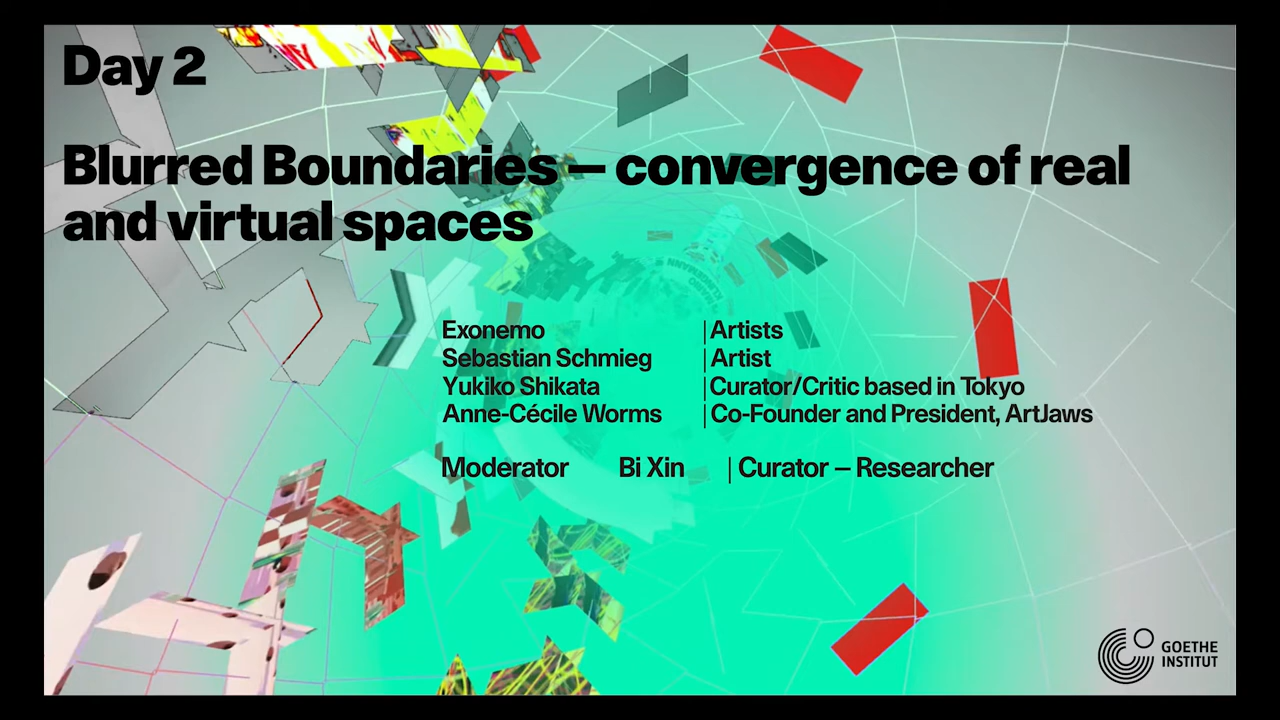 Day 2
Blurred Boundaries – convergence of real
and virtual spaces
Exonemo | Artists
Sebastian Schmieg | Artist
Yukiko Shikata | Curator/Critic based in Tokyo
Anne-Cécile Worms | Co-Founder and President, ArtJaws
Moderator Bi Xin | Curator – Researcher
GOETHE
INSTITUT